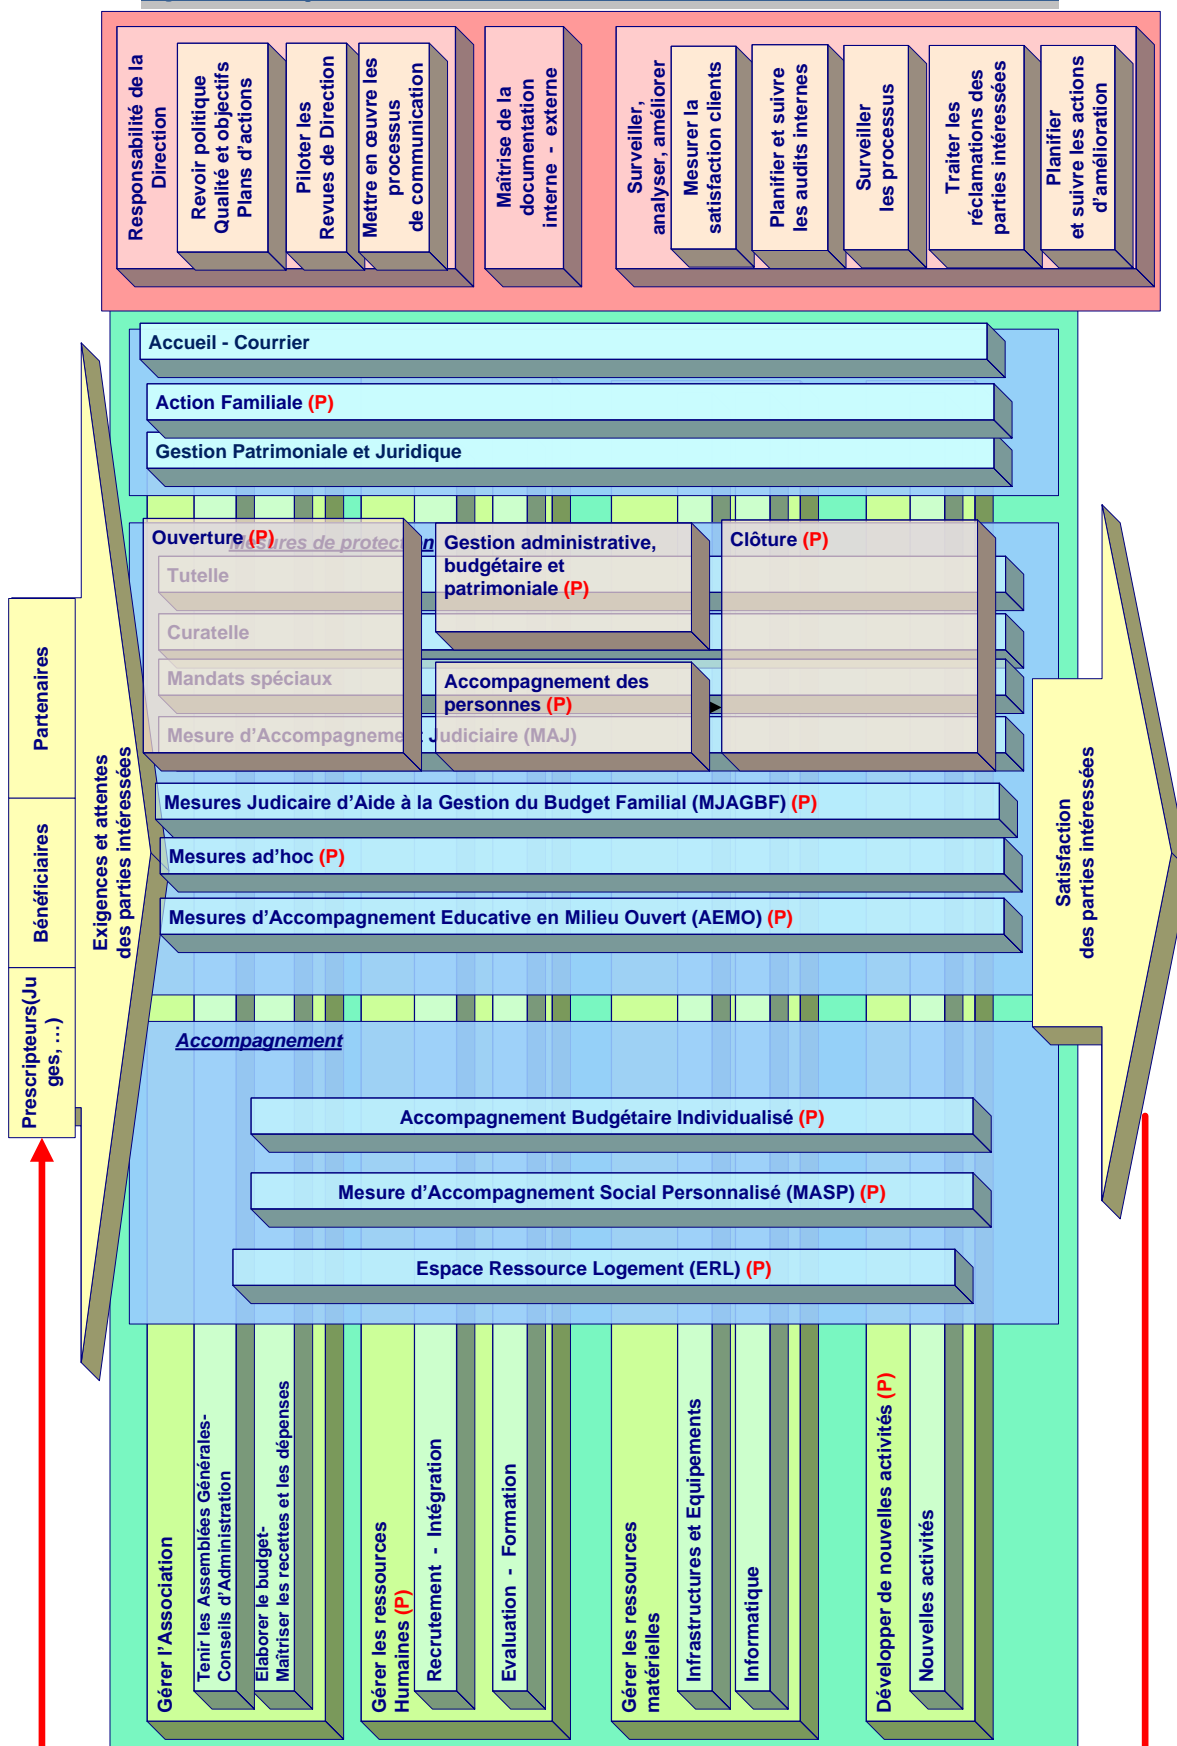 Responsabilité de la
Direction
Revoir politique
Qualité et objectifs
Plans d'actions
Piloter les
Revues de Direction
Mettre en œuvre les
processus
de communication
Maîtrise de la
documentation
interne - externe
Surveiller,
analyser, améliorer
Mesurer la
satisfaction clients
Planifier et suivre
les audits internes
Surveiller
les processus
Traiter les
réclamations des
parties intéressées
Planifier
et suivre les actions
d'amélioration
Accueil - Courrier
Action Familiale (P)
Gestion Patrimoniale et Juridique
Mesures de protection
Ouverture (P)
Gestion administrative,
budgétaire et
patrimoniale (P)
Clôture (P)
Tutelle
Curatelle
Mandats spéciaux
Accompagnement des
personnes (P)
Mesure d'Accompagnement Judiciaire (MAJ)
Mesures Judicaire d'Aide à la Gestion du Budget Familial (MJAGBF) (P)
Mesures ad'hoc (P)
Mesures d'Accompagnement Educative en Milieu Ouvert (AEMO) (P)
Partenaires
Bénéficiaires
Prescripteurs(Ju
ges, …)
Exigences et attentes
des parties intéressées
Satisfaction
des parties intéressées
Accompagnement
Accompagnement Budgétaire Individualisé (P)
Mesure d'Accompagnement Social Personnalisé (MASP) (P)
Espace Ressource Logement (ERL) (P)
Gérer l'Association
Tenir les Assemblées Générales-
Conseils d'Administration
Elaborer le budget-
Maîtriser les recettes et les dépenses
Gérer les ressources
Humaines (P)
Recrutement - Intégration
Evaluation - Formation
Gérer les ressources
matérielles
Infrastructures et Equipements
Informatique
Développer de nouvelles activités (P)
Nouvelles activités